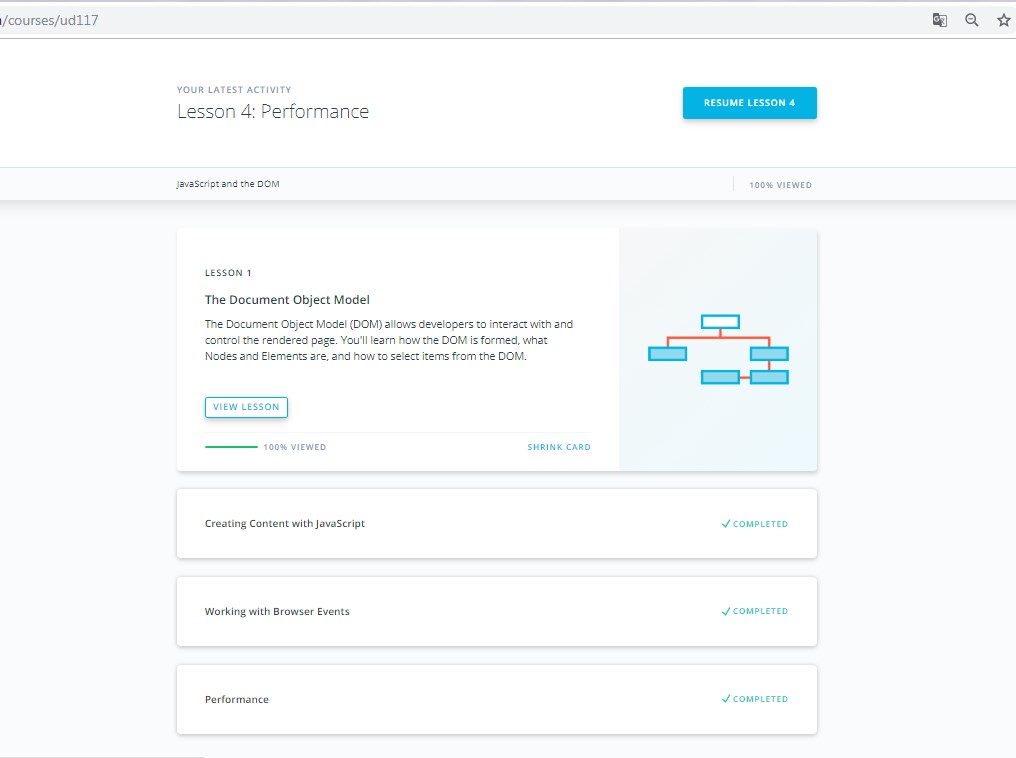 /courses/ud117
YOUR LATEST ACTIVITY
Lesson 4: Performance
RESUME LESSON 4
JavaScript and the DOM
100% VIEWED
LESSON 1
The Document Object Model
The Document Object Model (DOM) allows developers to interact with and
control the rendered page. You'll learn how the DOM is formed, what
Nodes and Elements are, and how to select items from the DOM.
VIEW LESSON
100% VIEWED
SHRINK CARD
Creating Content with JavaScript
COMPLETED
Working with Browser Events
COMPLETED
Performance
COMPLETED